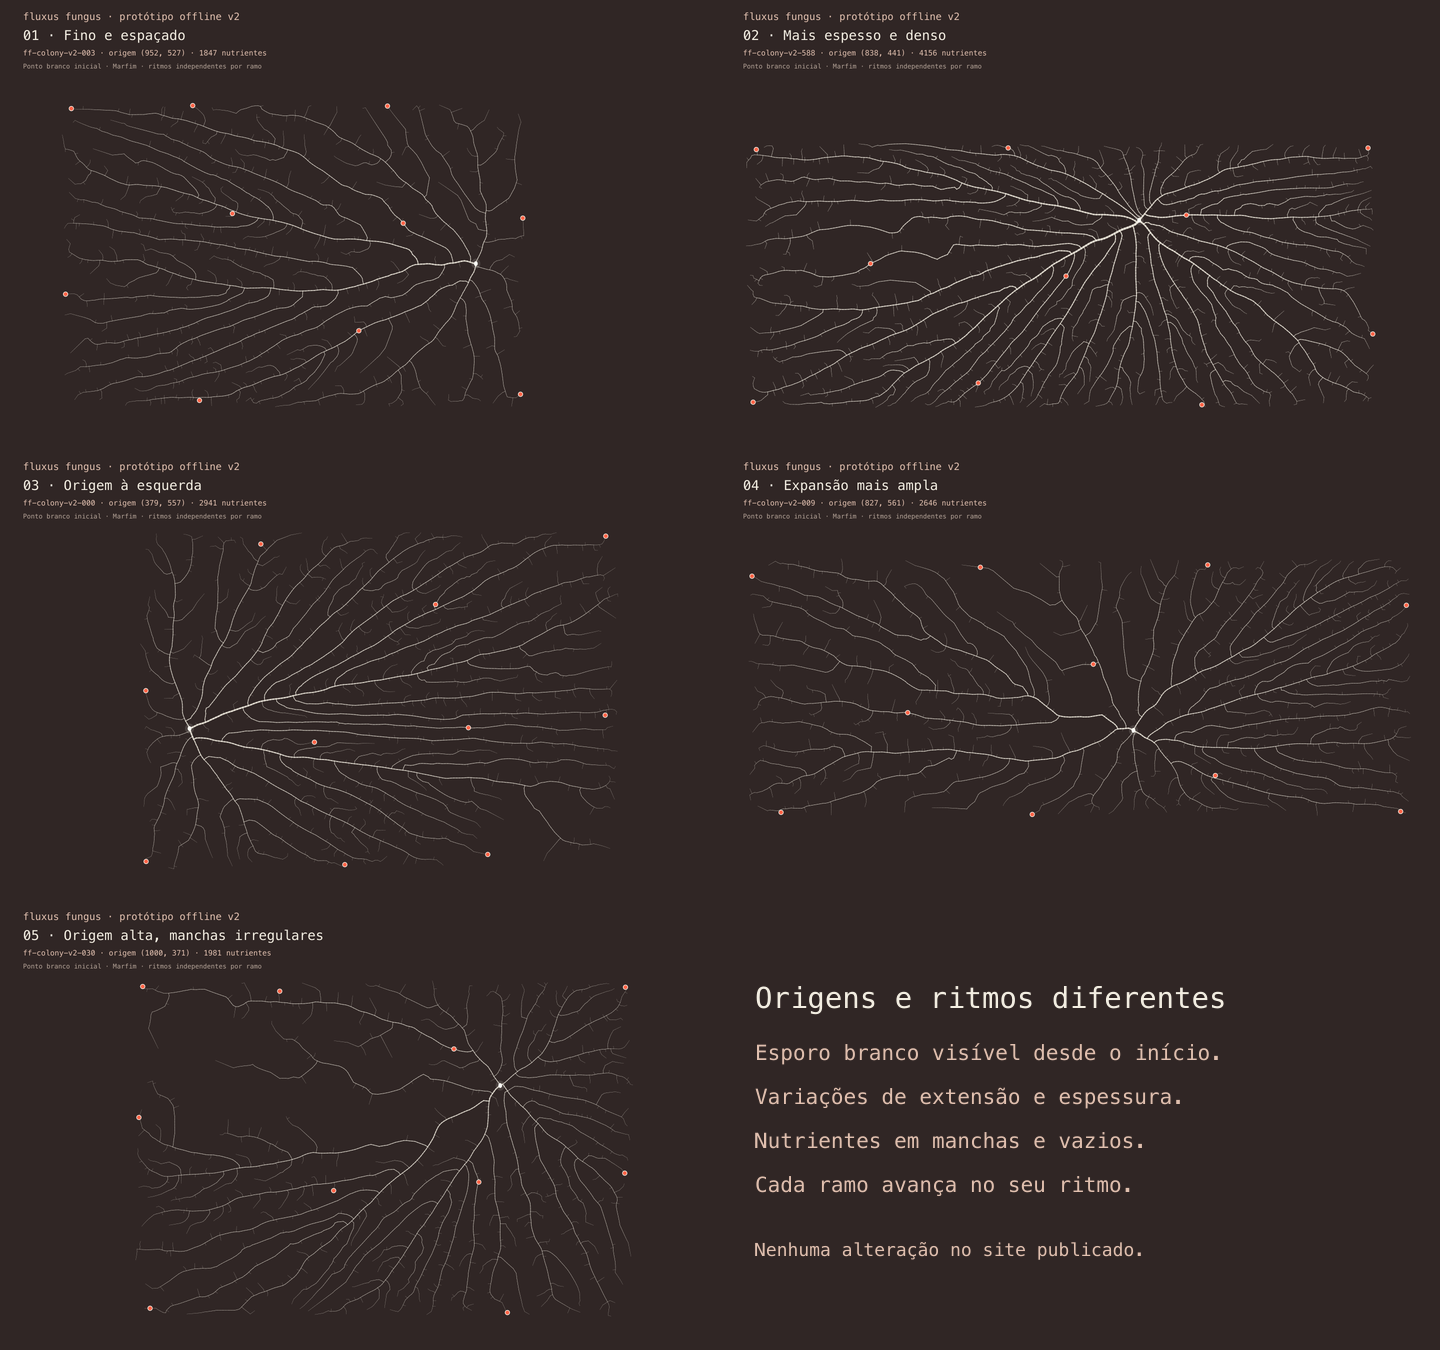 fluxus fungus · protótipo offline v2
01 · Fino e espaçado
ff-colony-v2-003 · origem (952, 527) · 1847 nutrientes
Ponto branco inicial · Marfim · ritmos independentes por ramo
fluxus fungus · protótipo offline v2
02 · Mais espesso e denso
ff-colony-v2-588 · origem (838, 441) · 4156 nutrientes
Ponto branco inicial · Marfim · ritmos independentes por ramo
fluxus fungus · protótipo offline v2
03 · Origem à esquerda
ff-colony-v2-000 · origem (379, 557) · 2941 nutrientes
Ponto branco inicial · Marfim · ritmos independentes por ramo
fluxus fungus · protótipo offline v2
04 · Expansão mais ampla
ff-colony-v2-009 · origem (827, 561) · 2646 nutrientes
Ponto branco inicial · Marfim · ritmos independentes por ramo
fluxus fungus · protótipo offline v2
05 · Origem alta, manchas irregulares
ff-colony-v2-030 · origem (1000, 371) · 1981 nutrientes
Ponto branco inicial · Marfim · ritmos independentes por ramo
Origens e ritmos diferentes
Esporo branco visível desde o início.
Variações de extensão e espessura.
Nutrientes em manchas e vazios.
Cada ramo avança no seu ritmo.
Nenhuma alteração no site publicado.